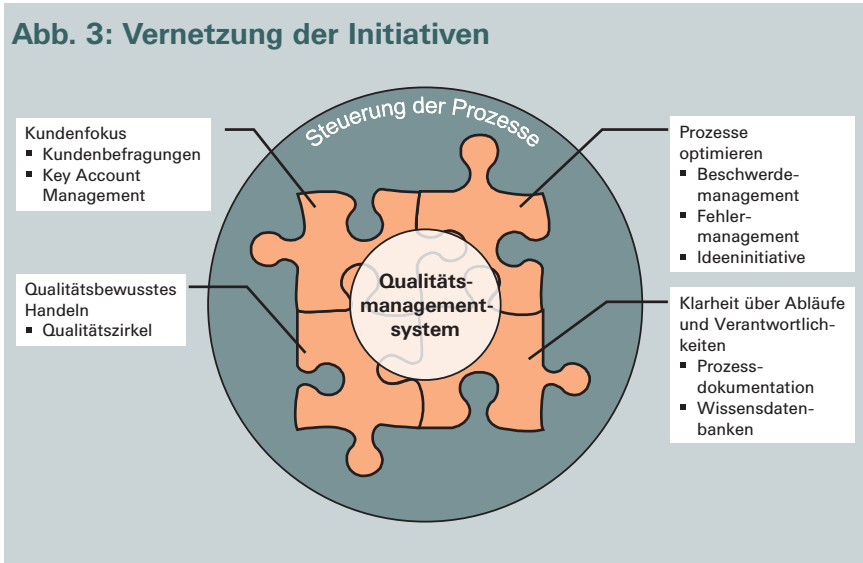 Abb. 3: Vernetzung der Initiativen
Steuerung der Prozesse
Kundenfokus
▪ Kundenbefragungen
▪ Key Account
Management
Qualitätsbewusstes
Handeln
▪ Qualitätszirkel
Qualitäts-
management-
system
Prozesse
optimieren
▪ Beschwerde-
management
▪ Fehler-
management
▪ Ideeninitiative
Klarheit über Abläufe
und Verantwortlich-
keiten
▪ Prozess-
dokumentation
▪ Wissensdaten-
banken